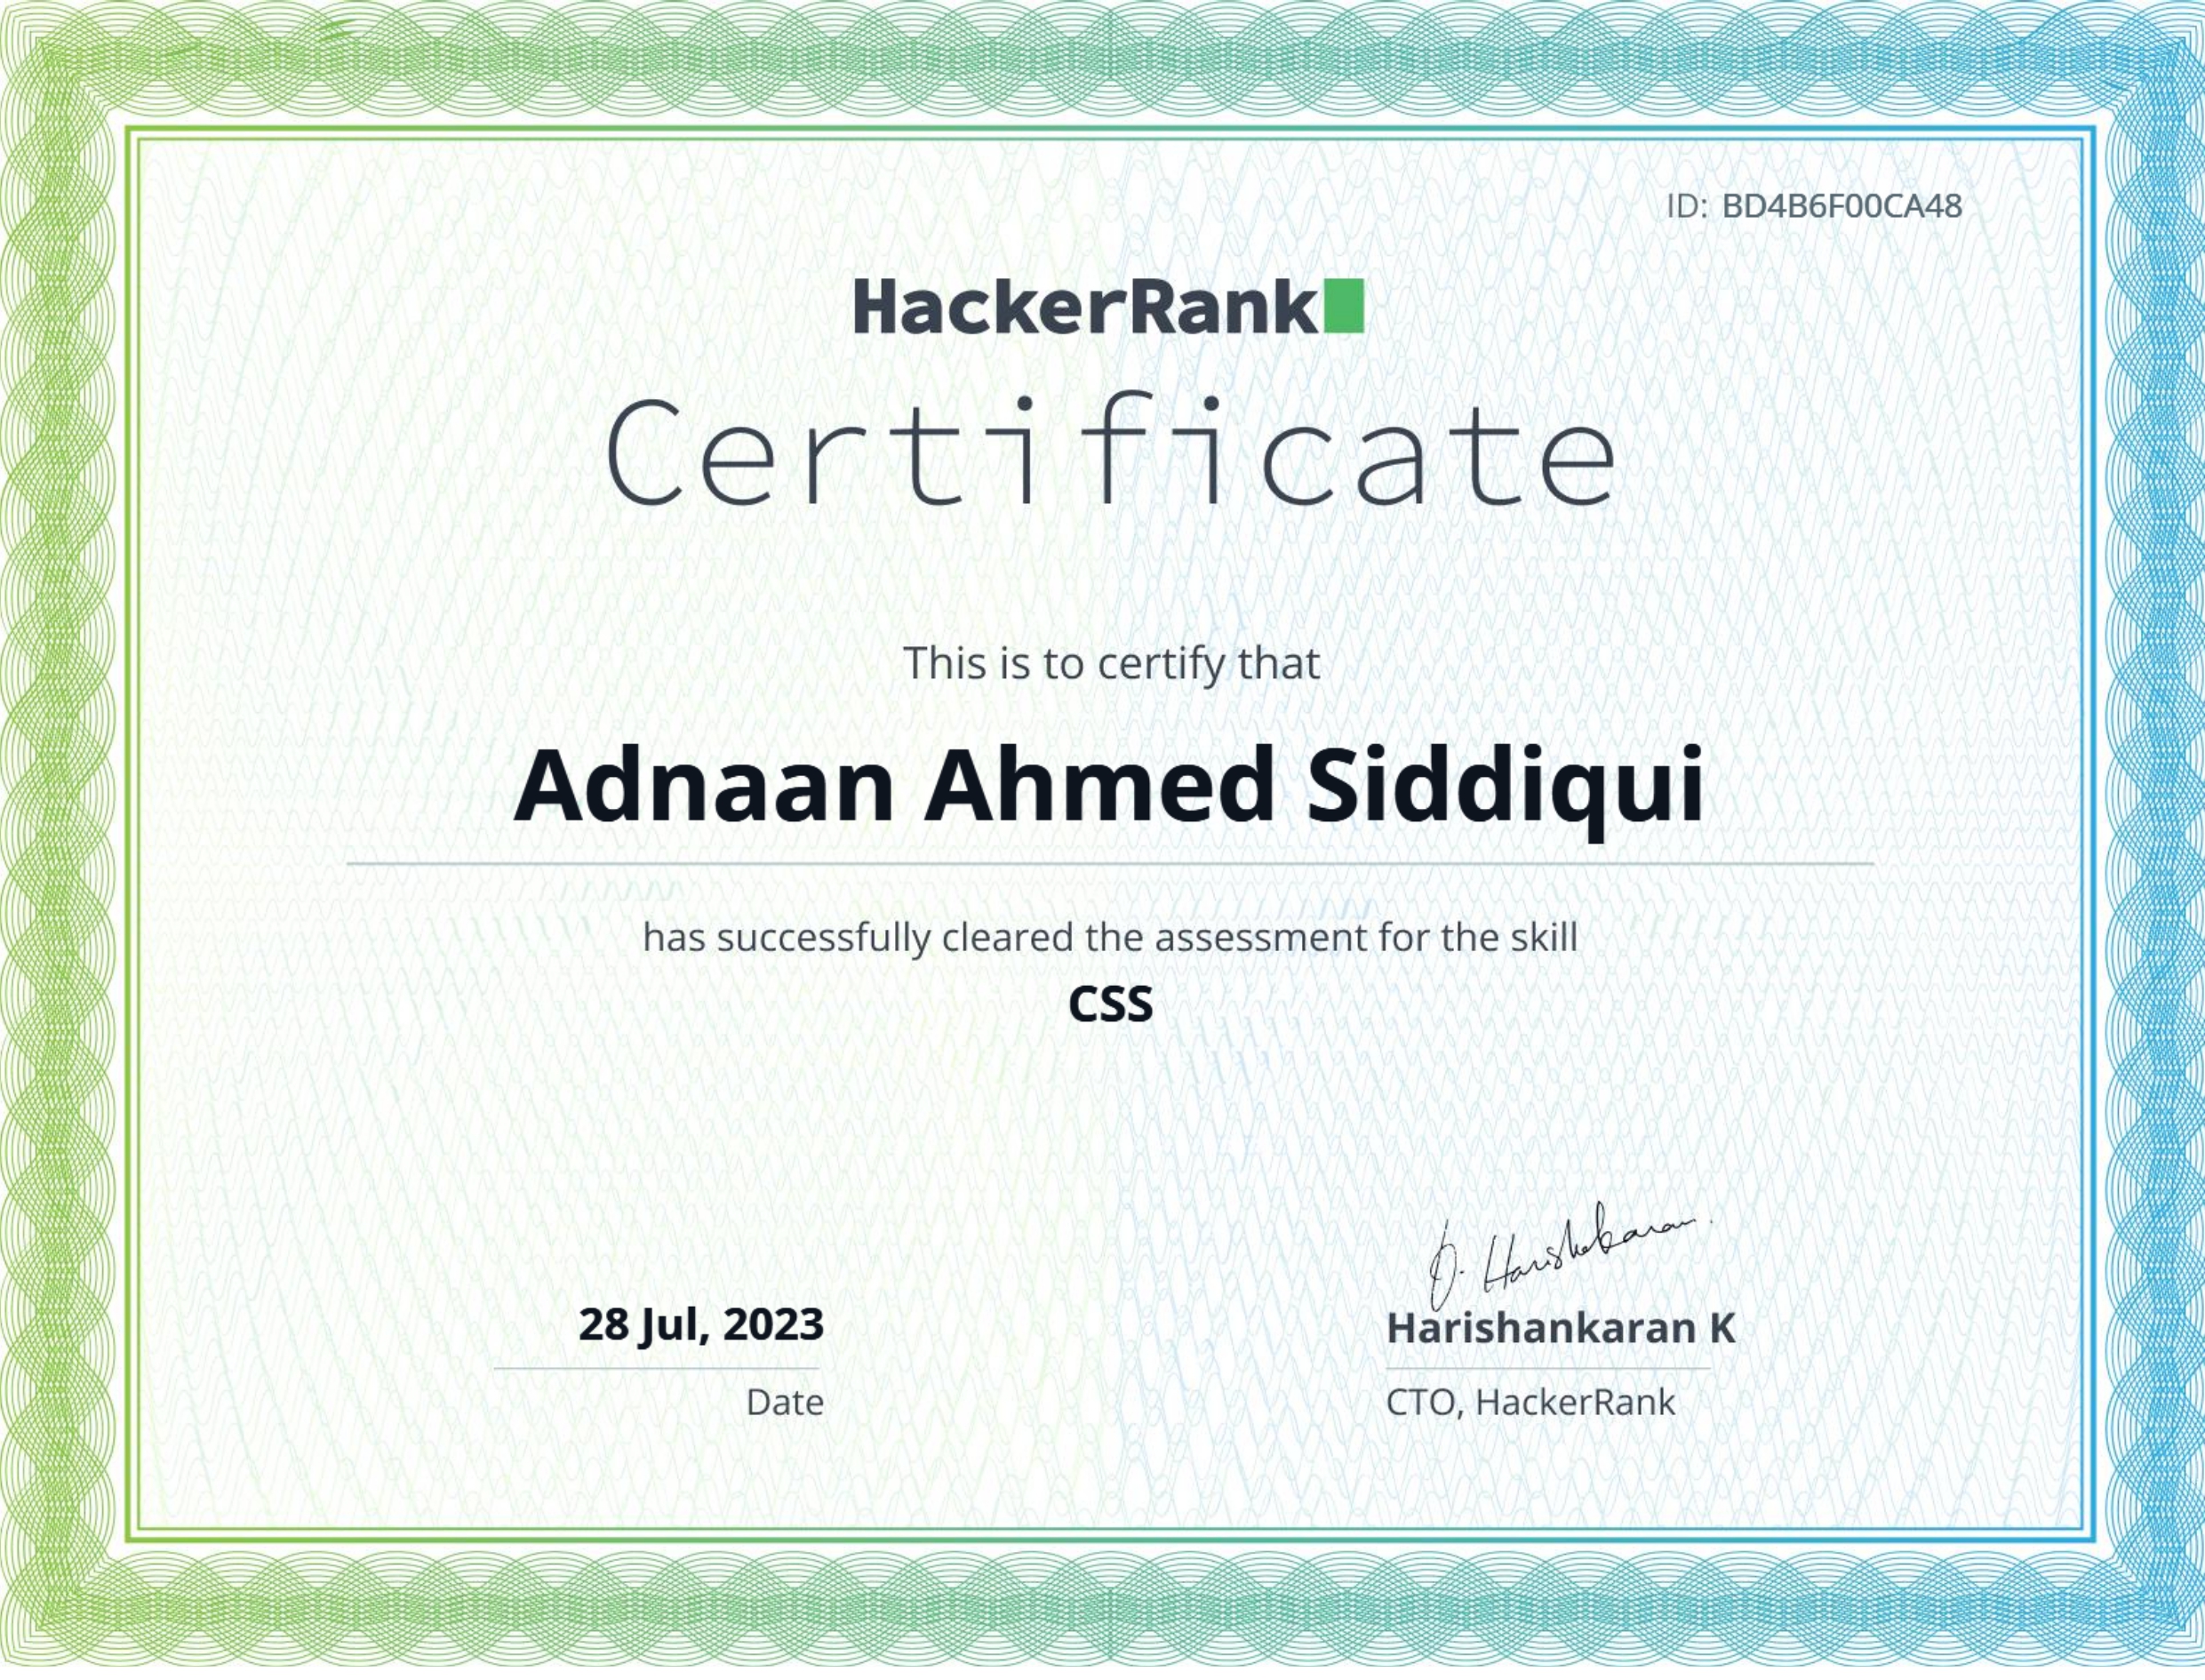 ID: BD4B6F00CA48
HackerRank
Certificate
This is to certify that
Adnaan Ahmed Siddiqui
has successfully cleared the assessment for the skill
CSS
D. Harishankaran
28 Jul, 2023
Harishankaran K
Date
CTO, HackerRank